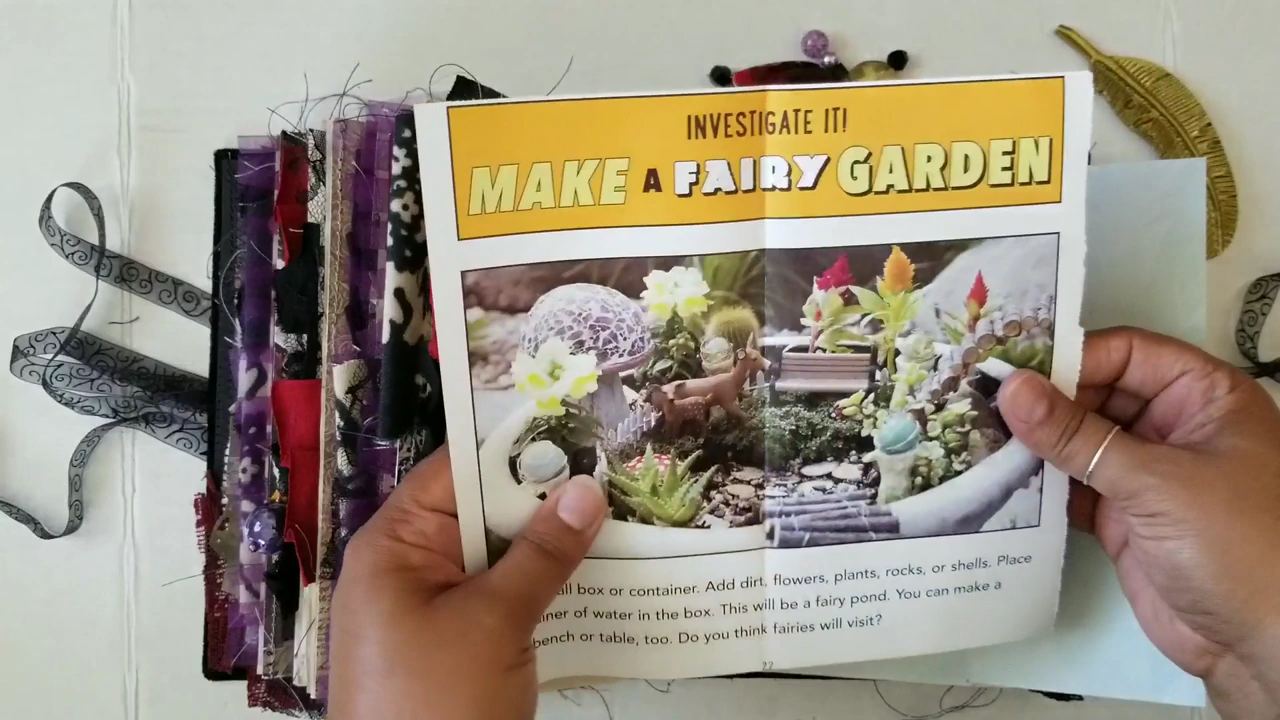 INVESTIGATE IT!
MAKE A FAIRY GARDEN
box or container. Add dirt, flowers, plants, rocks, or shells. Place
of water in the box. This will be a fairy pond. You can make a
bench or table, too. Do you think fairies will visit?
22